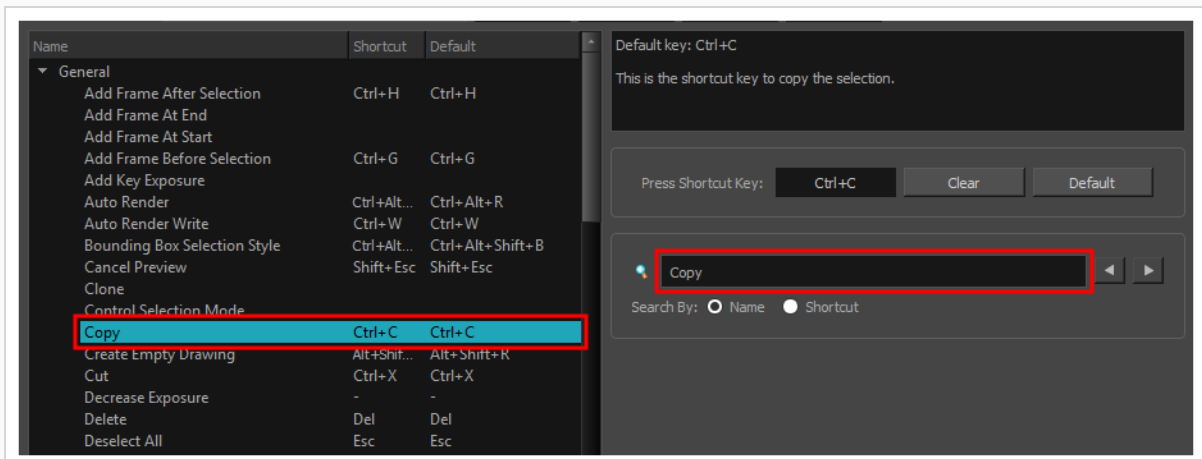 Name Shortcut Default
General
Add Frame After Selection Ctrl+H Ctrl+H
Add Frame At End
Add Frame At Start
Add Frame Before Selection Ctrl+G Ctrl+G
Add Key Exposure
Auto Render Ctrl+Alt... Ctrl+Alt+R
Auto Render Write Ctrl+W Ctrl+W
Bounding Box Selection Style Ctrl+Alt... Ctrl+Alt+Shift+B
Cancel Preview Shift+Esc Shift+Esc
Clone
Control Selection Mode
Copy Ctrl+C Ctrl+C
Create Empty Drawing Alt+Shif... Alt+Shift+R
Cut Ctrl+X Ctrl+X
Decrease Exposure - -
Delete Del Del
Deselect All Esc Esc
Default key: Ctrl+C
This is the shortcut key to copy the selection.
Press Shortcut Key: Ctrl+C Clear Default
Copy
Search By: Name Shortcut